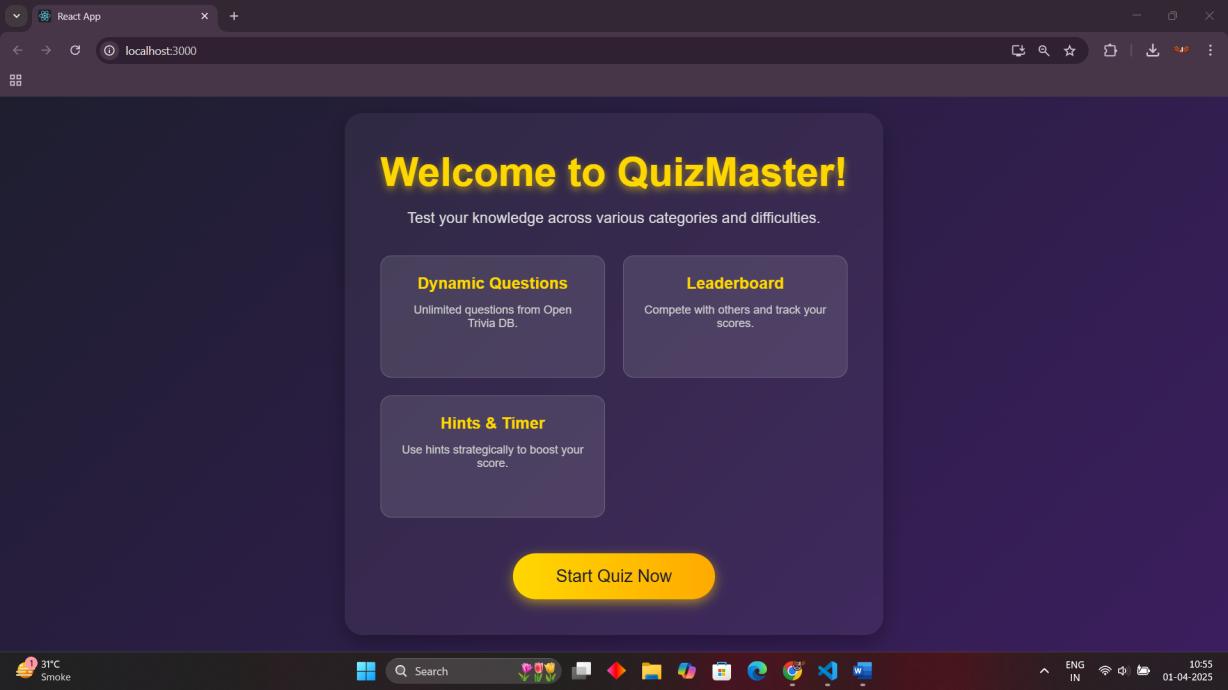 React App
localhost:3000
Welcome to QuizMaster!
Test your knowledge across various categories and difficulties.
Dynamic Questions
Unlimited questions from Open
Trivia DB.
Leaderboard
Compete with others and track your
scores.
Hints & Timer
Use hints strategically to boost your
score.
Start Quiz Now
1
31°C
Smoke
Search
ENG
IN
10:55
01-04-2025